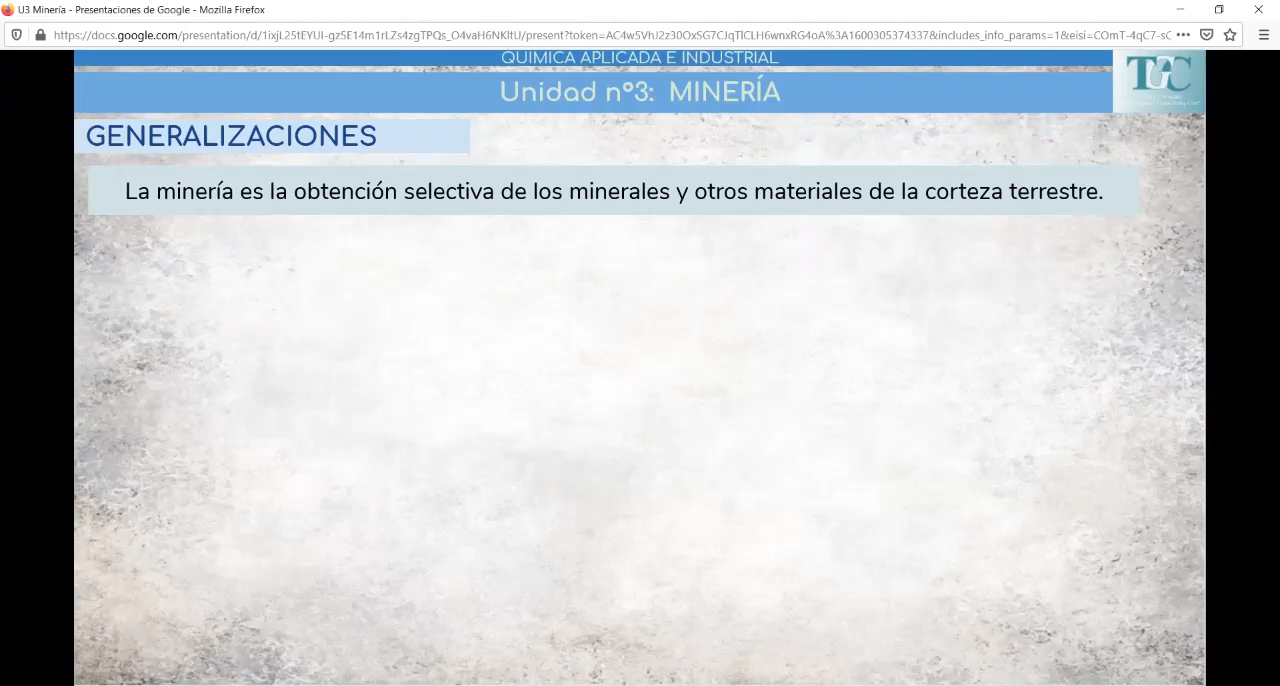 U3 Minería - Presentaciones de Google - Mozilla Firefox
QUIMICA APLICADA E INDUSTRIAL
Unidad n°3: MINERÍA
TGC
GENERALIZACIONES
La minería es la obtención selectiva de los minerales y otros materiales de la corteza terrestre.